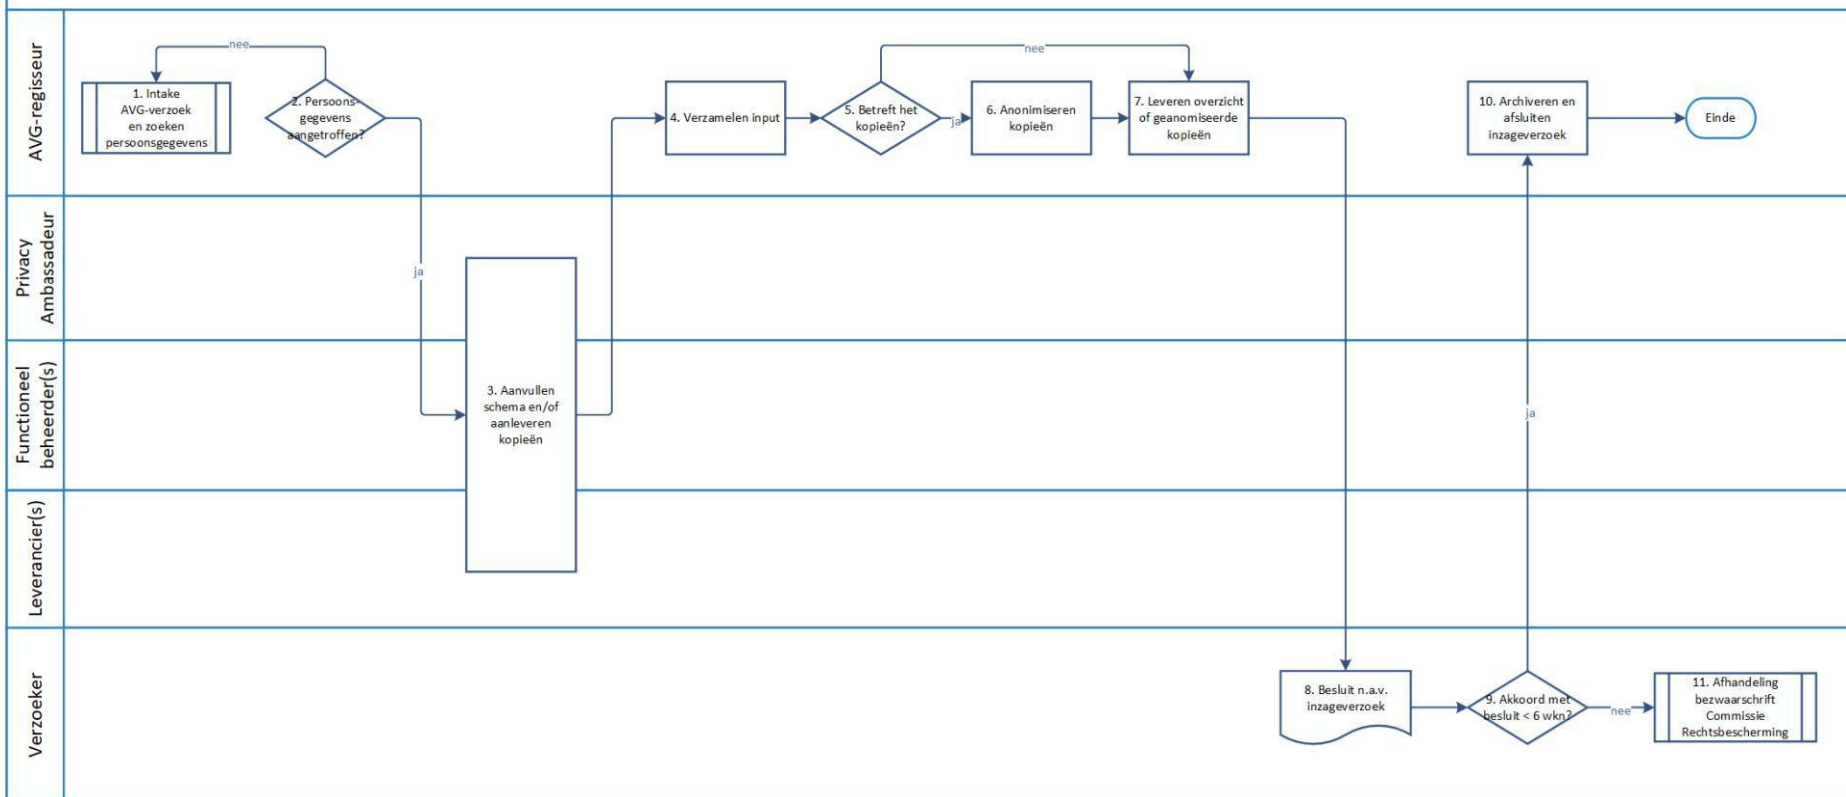 AVG-regisseur
nee
1. Intake
AVG-verzoek
en zoeken
persoonsgegevens
2. Persoons-
gegevens
aangetroffen?
ja
4. Verzamelen input
5. Betreft het
kopieën?
nee
ja
6. Anonimiseren
kopieën
7. Leveren overzicht
of geanomiseerde
kopieën
10. Archiveren en
afsluiten
inzageverzoek
Einde
Privacy
Ambassadeur
Functioneel
beheerder(s)
3. Aanvullen
schema en/of
aanleveren
kopieën
ja
Leverancier(s)
Verzoeker
8. Besluit n.a.v.
inzageverzoek
9. Akkoord met
besluit < 6 wkn?
nee
11. Afhandeling
bezwaarschrift
Commissie
Rechtsbescherming